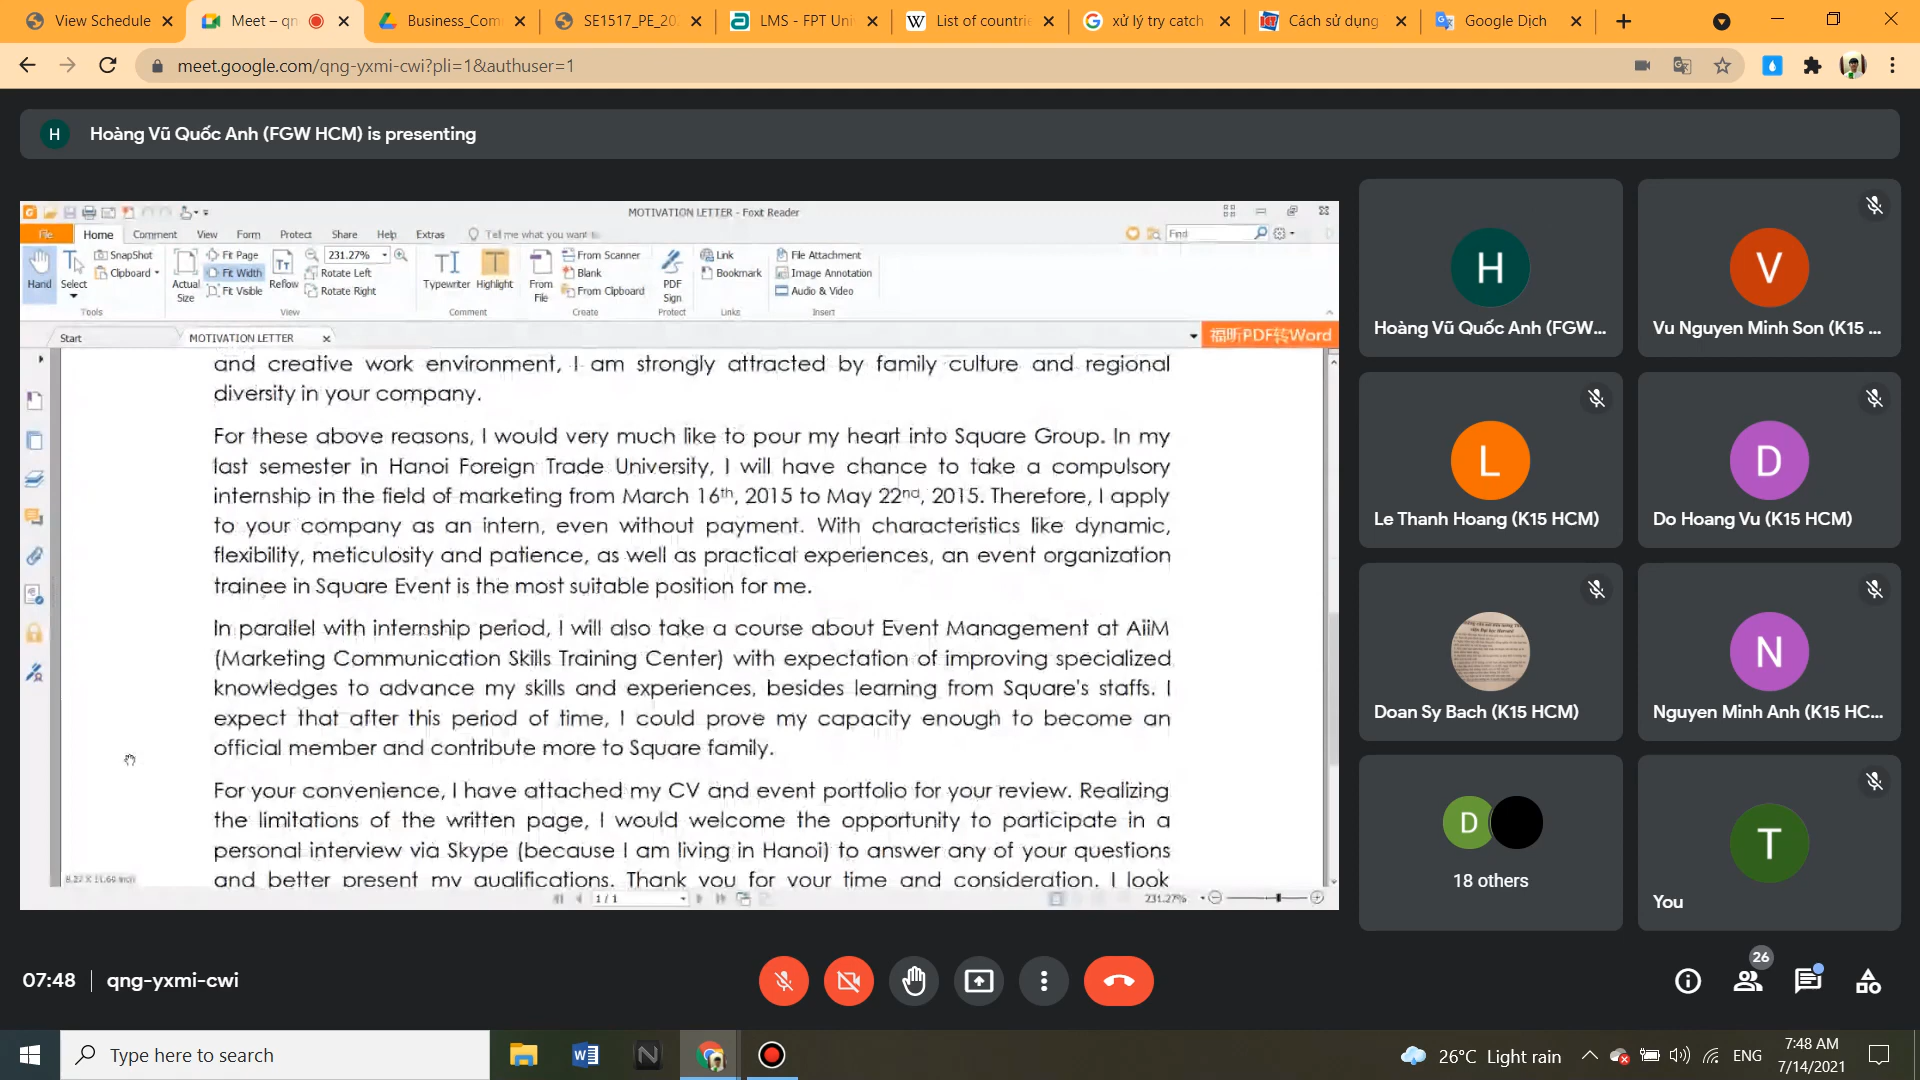 View Schedule
Meet – qn
Business_Com
SE1517_PE_20
LMS - FPT Uni
List of countrie
xử lý try catch
Cách sử dụng
Google Dịch
meet.google.com/qng-yxmi-cwi?pli=1&authuser=1
H
Hoàng Vũ Quốc Anh (FGW HCM) is presenting
MOTIVATION LETTER - Foxit Reader
File
Home
Comment
View
Form
Protect
Share
Help
Extras
Tell me what you want to
Find
Hand
Select
SnapShot
Clipboard
Actual Size
Fit Page
Fit Width
Fit Visible
Reflow
231.27%
Rotate Left
Rotate Right
Typewriter
Highlight
From File
From Scanner
Blank
From Clipboard
PDF Sign
Link
Bookmark
File Attachment
Image Annotation
Audio & Video
Tools
View
Comment
Create
Protect
Links
Insert
Start
MOTIVATION LETTER
福昕PDF转Word
and creative work environment, I am strongly attracted by family culture and regional
diversity in your company.
For these above reasons, I would very much like to pour my heart into Square Group. In my
last semester in Hanoi Foreign Trade University, I will have chance to take a compulsory
internship in the field of marketing from March 16th, 2015 to May 22nd, 2015. Therefore, I apply
to your company as an intern, even without payment. With characteristics like dynamic,
flexibility, meticulosity and patience, as well as practical experiences, an event organization
trainee in Square Event is the most suitable position for me.
In parallel with internship period, I will also take a course about Event Management at AiiM
(Marketing Communication Skills Training Center) with expectation of improving specialized
knowledges to advance my skills and experiences, besides learning from Square's staffs. I
expect that after this period of time, I could prove my capacity enough to become an
official member and contribute more to Square family.
For your convenience, I have attached my CV and event portfolio for your review. Realizing
the limitations of the written page, I would welcome the opportunity to participate in a
personal interview via Skype (because I am living in Hanoi) to answer any of your questions
and better present my qualifications. Thank you for your time and consideration. I look
1 / 1
231.27%
H
Hoàng Vũ Quốc Anh (FGW...
V
Vu Nguyen Minh Son (K15 ...
L
Le Thanh Hoang (K15 HCM)
D
Do Hoang Vu (K15 HCM)
Doan Sy Bach (K15 HCM)
N
Nguyen Minh Anh (K15 HC...
D
18 others
T
You
07:48
qng-yxmi-cwi
26
Type here to search
26°C Light rain
ENG
7:48 AM
7/14/2021